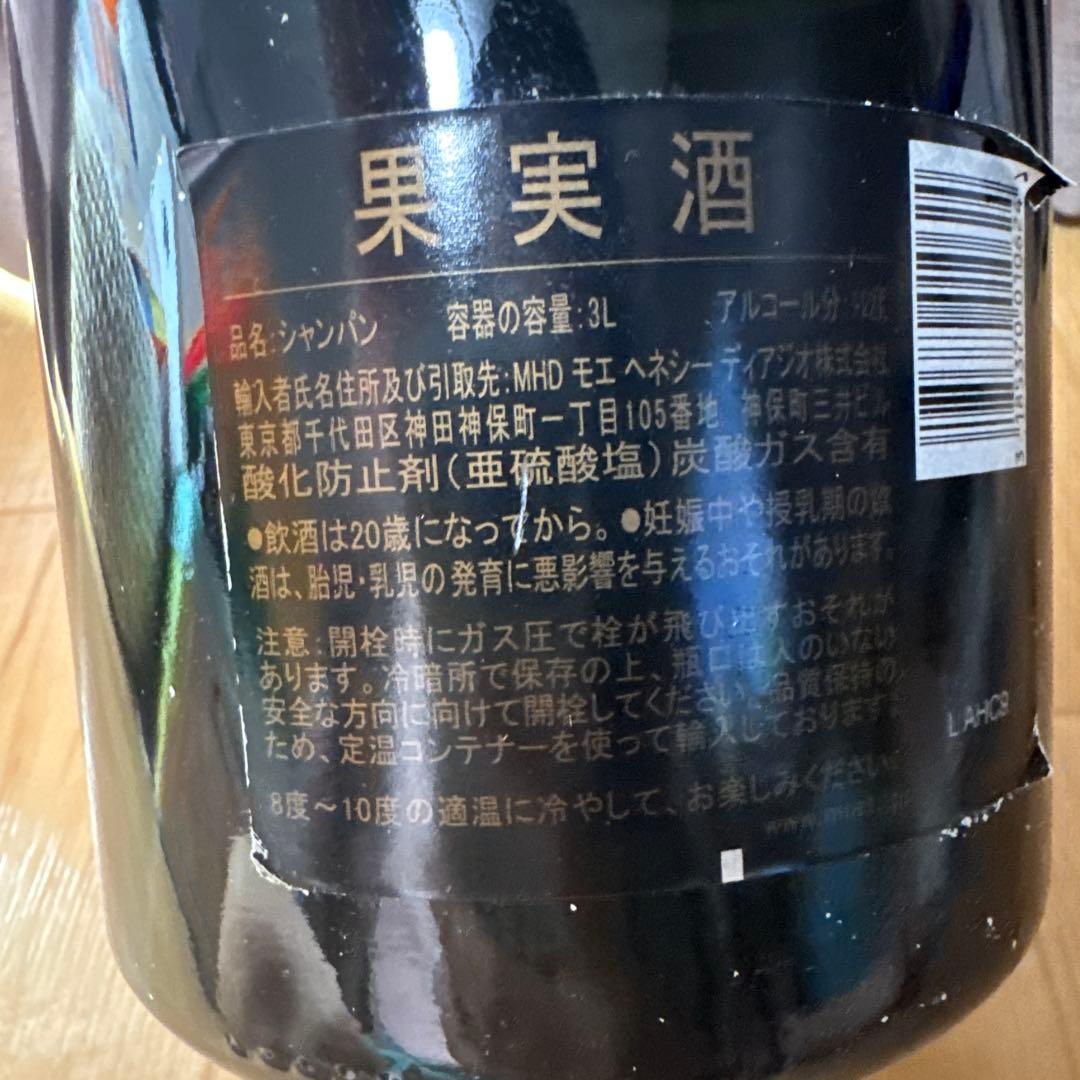 果実酒
品名:シャンパン 容器の容量:3L アルコール分
輸入者氏名住所及び引取先:MHD モエ ヘネシー ディアジオ株式会社
東京都千代田区神田神保町一丁目105番地 神保町三井ビル
酸化防止剤(亜硫酸塩)炭酸ガス含有
●飲酒は20歳になってから。●妊娠中や授乳期の飲
酒は、胎児・乳児の発育に悪影響を与えるおそれがあります。
注意:開栓時にガス圧で栓が飛び出すおそれが
あります。冷暗所で保存の上、瓶口は人のいない
安全な方向に向けて開栓してください。品質保持の
ため、定温コンテナーを使って輸入しております。
8度～10度の適温に冷やして、お楽しみください。
L.AHC9